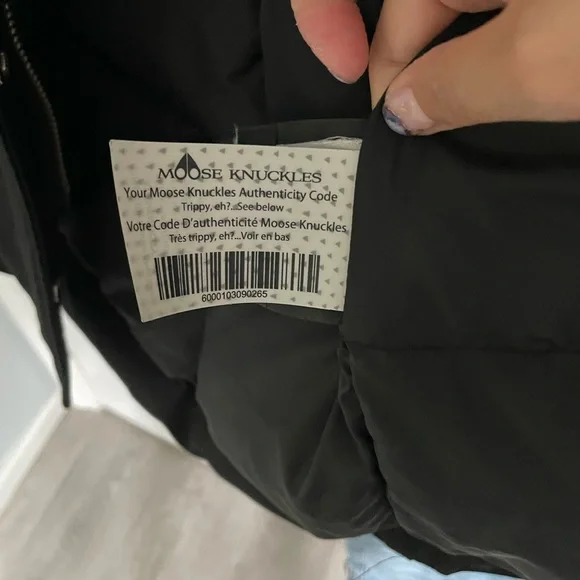 MOOSE KNUCKLES
Your Moose Knuckles Authenticity Code
Trippy, eh?...See below
Votre Code D'authenticité Moose Knuckles
Très trippy, eh?...Voir en bas
6000103090265